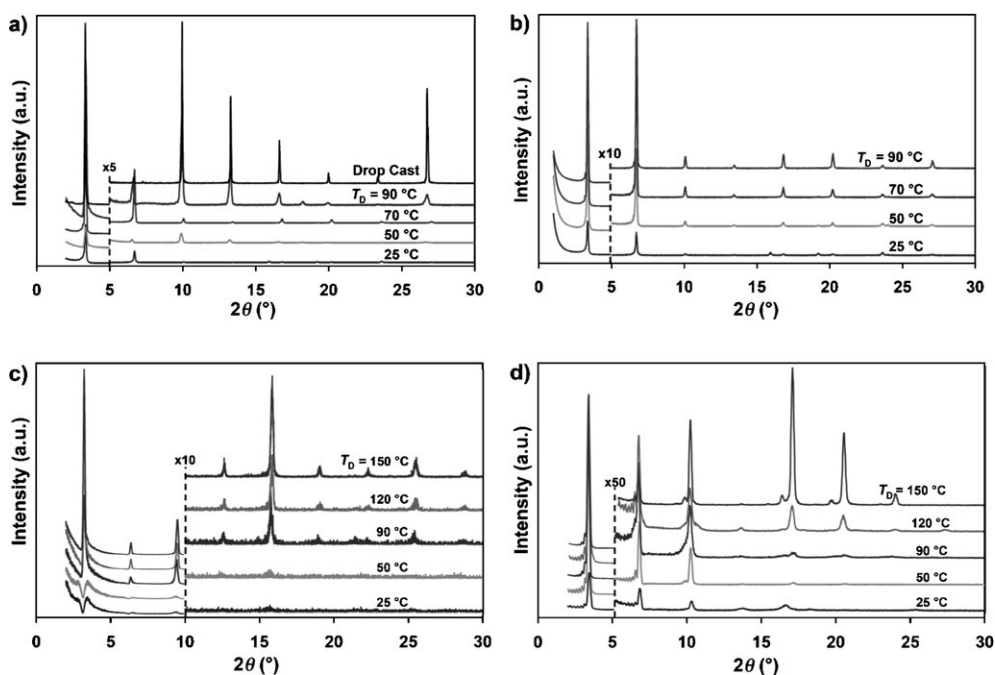 a)
Intensity (a.u.)
x5
Drop Cast
TD = 90 °C
70 °C
50 °C
25 °C
0 5 10 15 20 25 30
2θ (°)
b)
Intensity (a.u.)
x10
TD = 90 °C
70 °C
50 °C
25 °C
0 5 10 15 20 25 30
2θ (°)
c)
Intensity (a.u.)
x10
TD = 150 °C
120 °C
90 °C
50 °C
25 °C
0 5 10 15 20 25 30
2θ (°)
d)
Intensity (a.u.)
x50
TD = 150 °C
120 °C
90 °C
50 °C
25 °C
0 5 10 15 20 25 30
2θ (°)